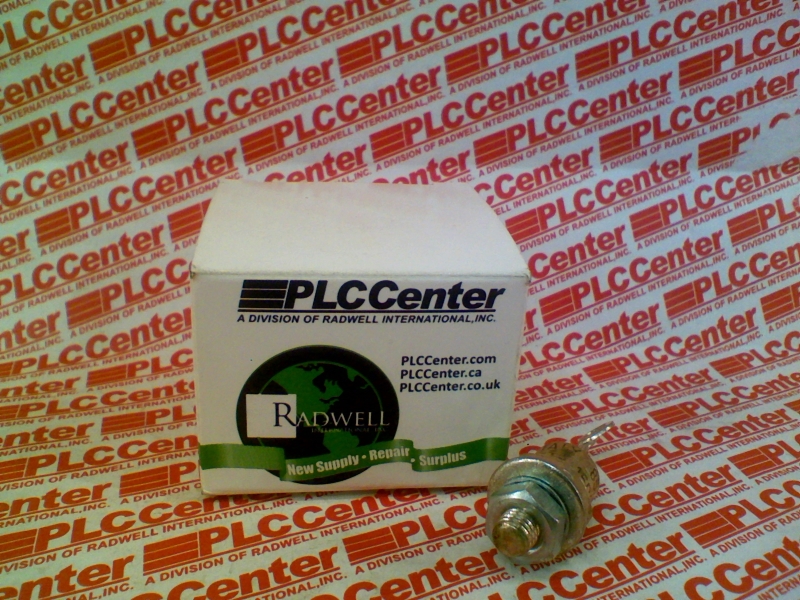 PLCCenter
A DIVISION OF RADWELL INTERNATIONAL, INC.
PLCCenter.com
PLCCenter.ca
PLCCenter.co.uk
RADWELL
New Supply • Repair • Surplus